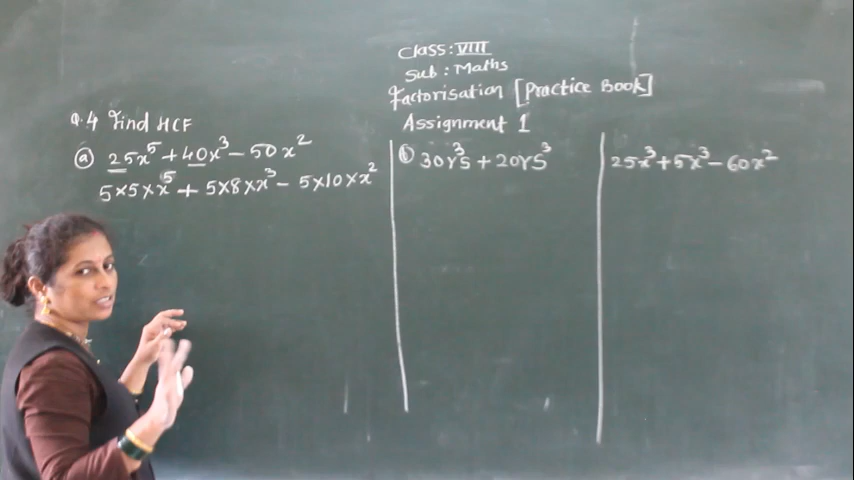 Class: VIII
Sub: Maths
Factorisation [Practice Book]
Assignment 1
Q.4 Find HCF
ⓐ 25x⁵ + 40x³ - 50x²
5×5×x⁵ + 5×8×x³ - 5×10×x²
ⓑ 30r³s + 20rs³
25x³ + 5x³ - 60x²